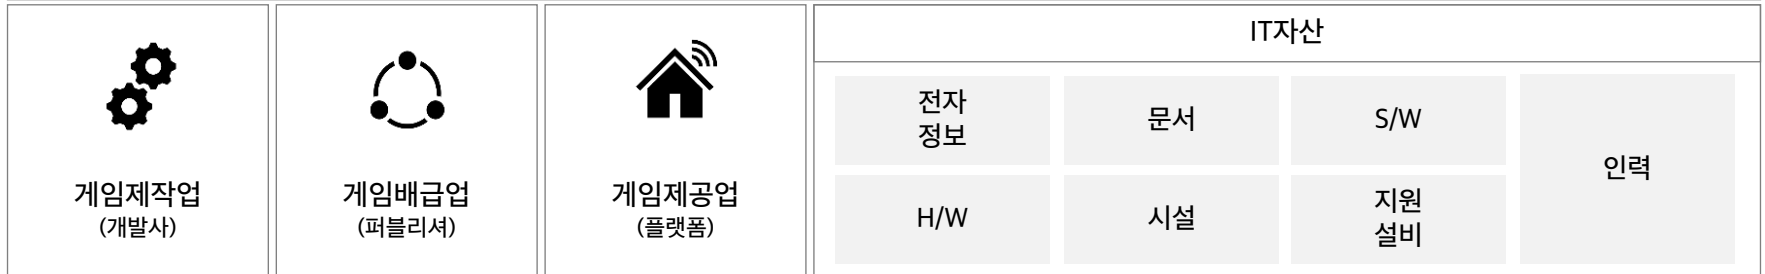 게임제작업
(개발사)
게임배급업
(퍼블리셔)
게임제공업
(플랫폼)
IT자산
전자
정보
문서
S/W
인력
H/W
시설
지원
설비